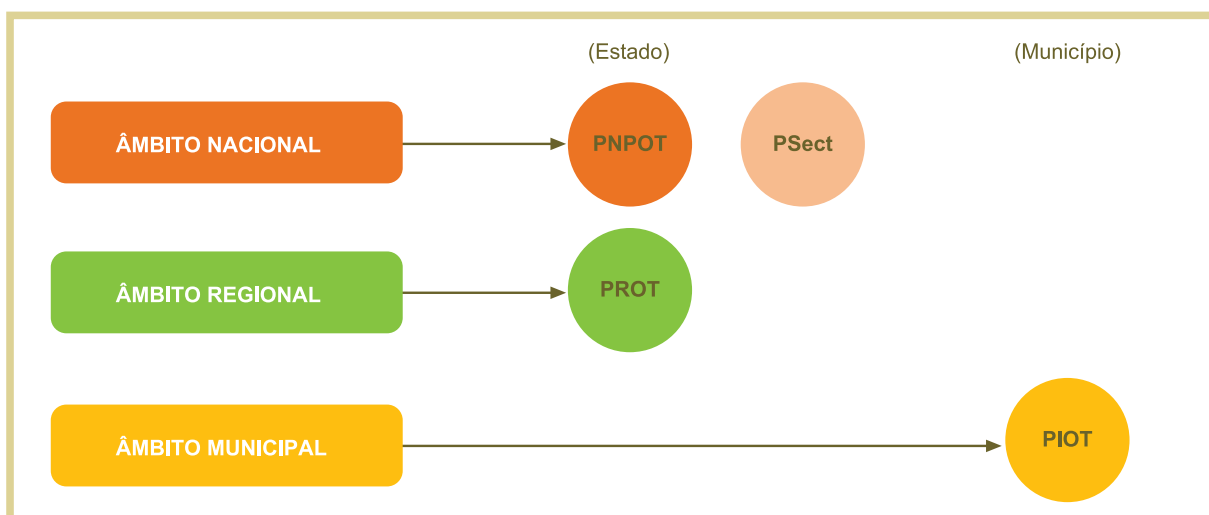 (Estado)
(Município)
ÂMBITO NACIONAL
PNPOT
PSect
ÂMBITO REGIONAL
PROT
ÂMBITO MUNICIPAL
PIOT